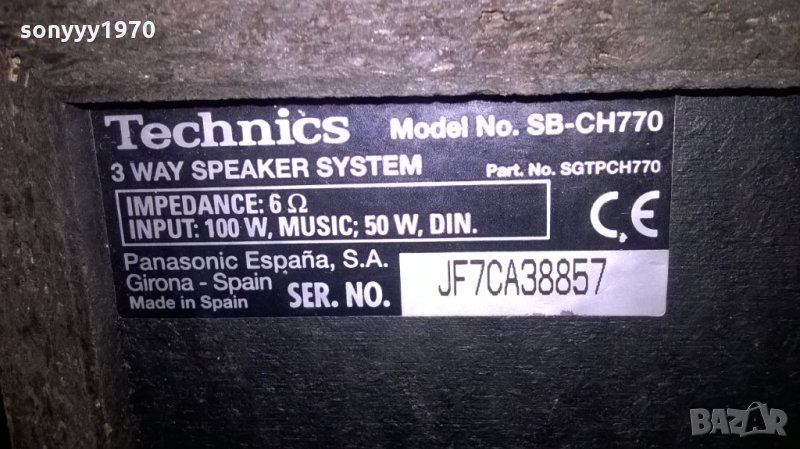 sonyyy1970
Technics Model No. SB-CH770
3 WAY SPEAKER SYSTEM Part. No. SGTPCH770
IMPEDANCE: 6 Ω
INPUT: 100 W, MUSIC; 50 W, DIN.
CE
Panasonic España, S.A.
Girona - Spain
Made in Spain SER. NO. JF7CA38857
BAZAR